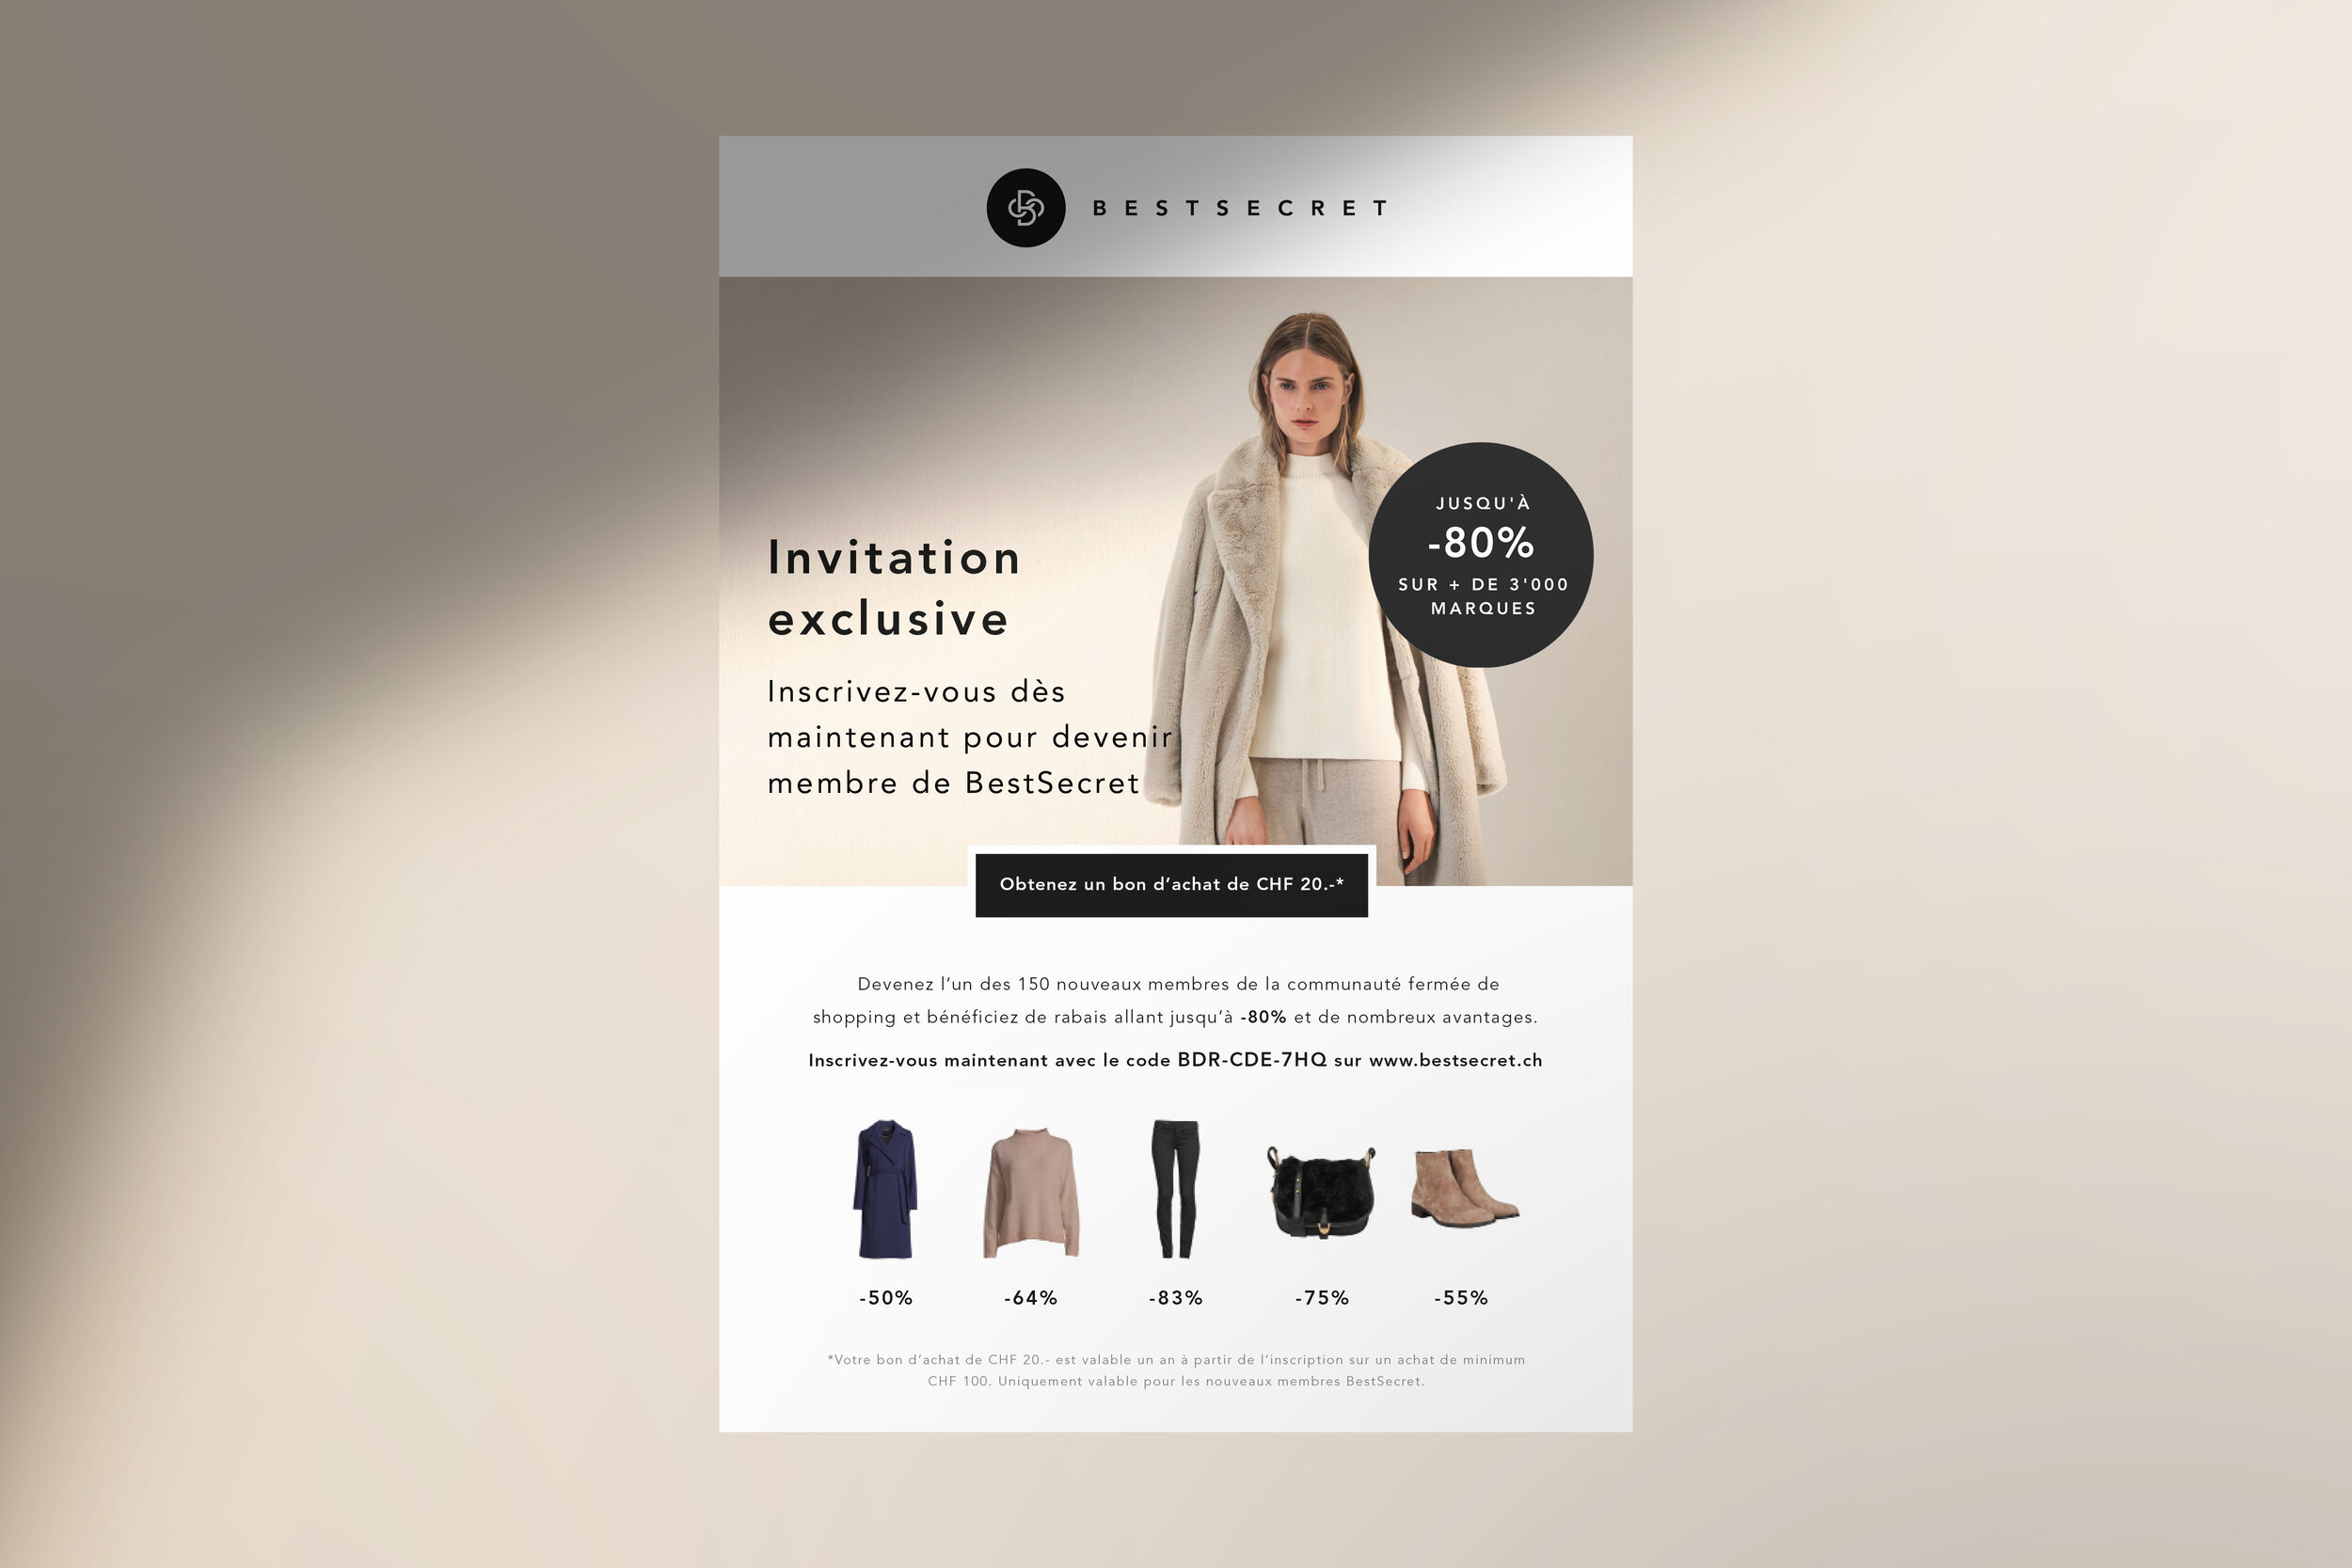 BESTSECRET
Invitation
exclusive
Inscrivez-vous dès
maintenant pour devenir
membre de BestSecret
JUSQU'À
-80%
SUR + DE 3'000
MARQUES
Obtenez un bon d’achat de CHF 20.-*
Devenez l’un des 150 nouveaux membres de la communauté fermée de
shopping et bénéficiez de rabais allant jusqu’à -80% et de nombreux avantages.
Inscrivez-vous maintenant avec le code BDR-CDE-7HQ sur www.bestsecret.ch
-50% -64% -83% -75% -55%
*Votre bon d’achat de CHF 20.- est valable un an à partir de l’inscription sur un achat de minimum
CHF 100. Uniquement valable pour les nouveaux membres BestSecret.